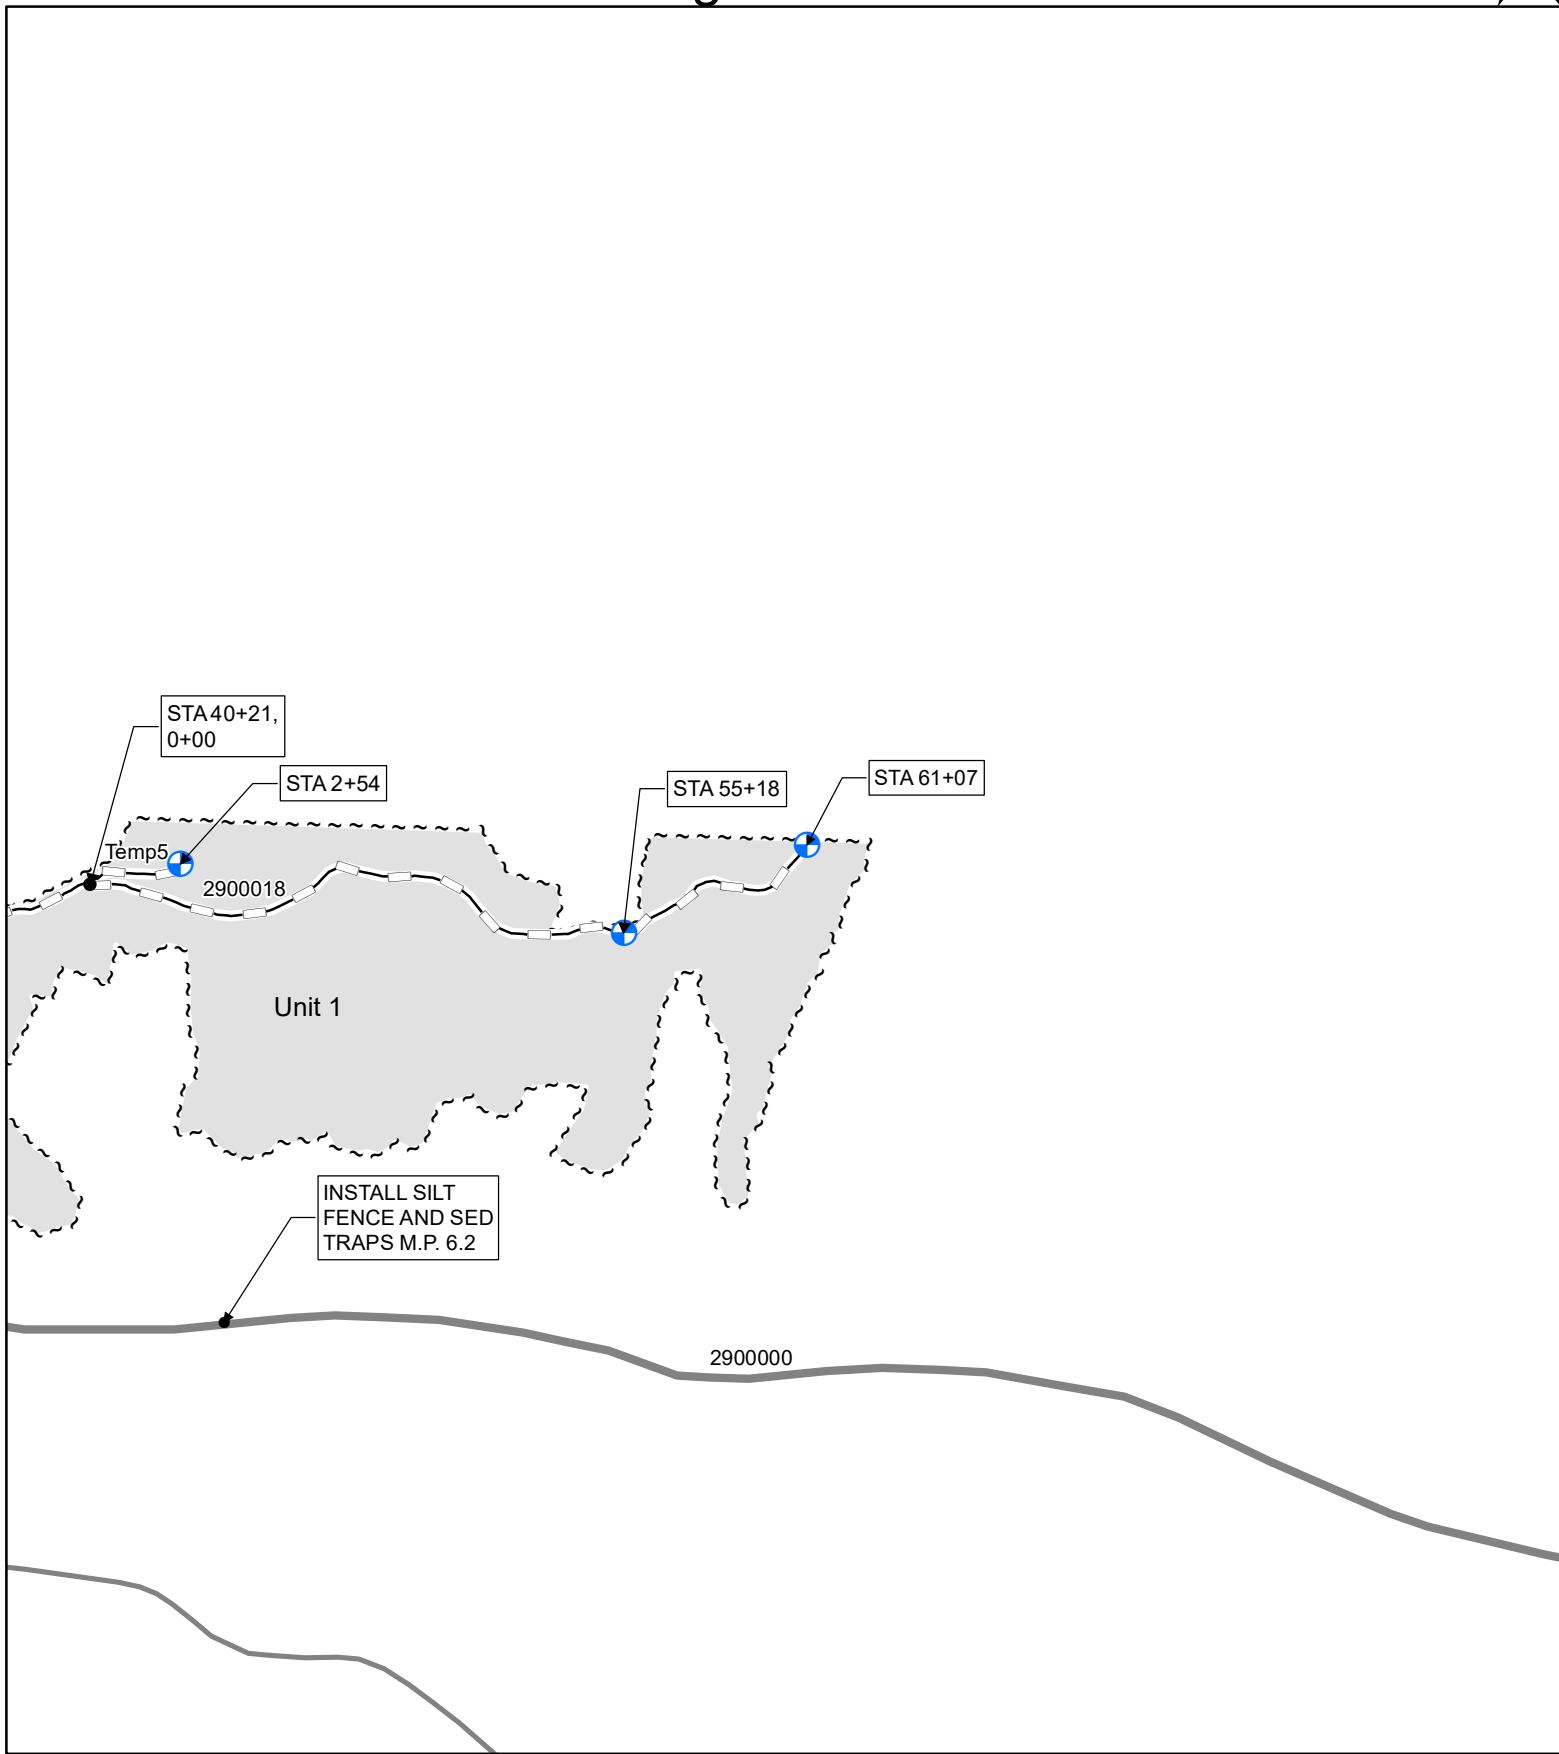 STA 40+21,
0+00
STA 2+54
STA 55+18
STA 61+07
Temp5
2900018
Unit 1
INSTALL SILT
FENCE AND SED
TRAPS M.P. 6.2
2900000